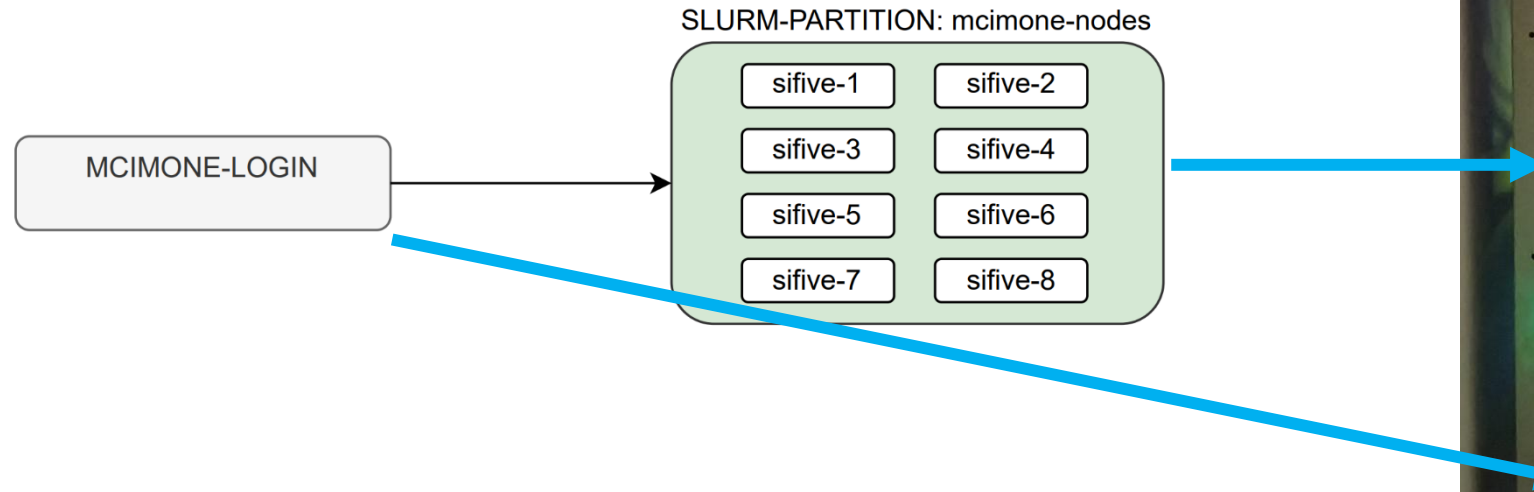 SLURM-PARTITION: mcimone-nodes
sifive-1 sifive-2
MCIMONE-LOGIN
sifive-3 sifive-4
sifive-5 sifive-6
sifive-7 sifive-8